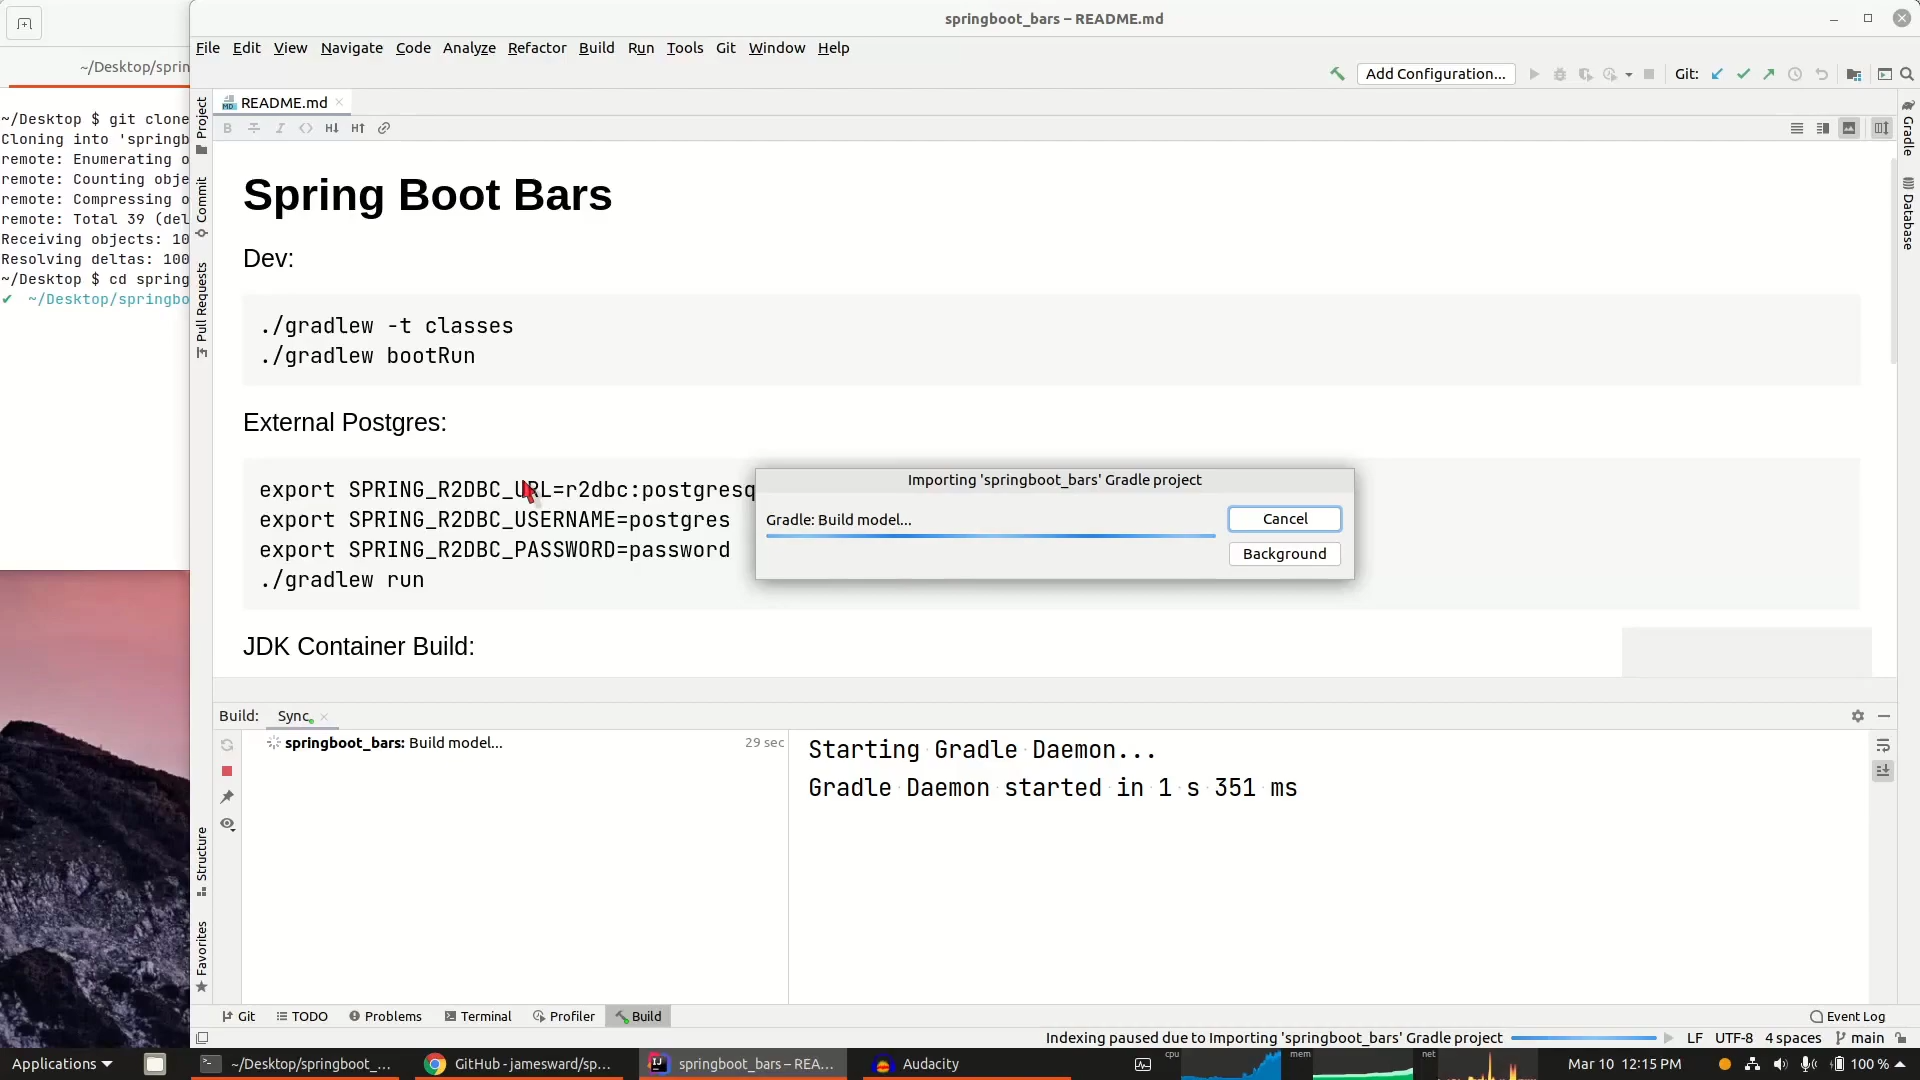 springboot_bars – README.md
File Edit View Navigate Code Analyze Refactor Build Run Tools Git Window Help
~/Desktop/sprin
Add Configuration...
Git:
README.md
B I H↓ H↑
~/Desktop $ git clone
Cloning into 'springb
remote: Enumerating o
remote: Counting obje
remote: Compressing o
remote: Total 39 (del
Receiving objects: 10
Resolving deltas: 100
~/Desktop $ cd spring
✔ ~/Desktop/springbo
Project
Commit
Pull Requests
Structure
Favorites
Gradle
Database
Spring Boot Bars
Dev:
./gradlew -t classes
./gradlew bootRun
External Postgres:
export SPRING_R2DBC_URL=r2dbc:postgresq
export SPRING_R2DBC_USERNAME=postgres
export SPRING_R2DBC_PASSWORD=password
./gradlew run
JDK Container Build:
Importing 'springboot_bars' Gradle project
Gradle: Build model...
Cancel
Background
Build: Sync
springboot_bars: Build model... 29 sec
Starting Gradle Daemon...
Gradle Daemon started in 1 s 351 ms
Git TODO Problems Terminal Profiler Build Event Log
Indexing paused due to Importing 'springboot_bars' Gradle project LF UTF-8 4 spaces main
Applications ~/Desktop/springboot_... GitHub - jamesward/sp... springboot_bars – REA... Audacity cpu mem net Mar 10 12:15 PM 100 %